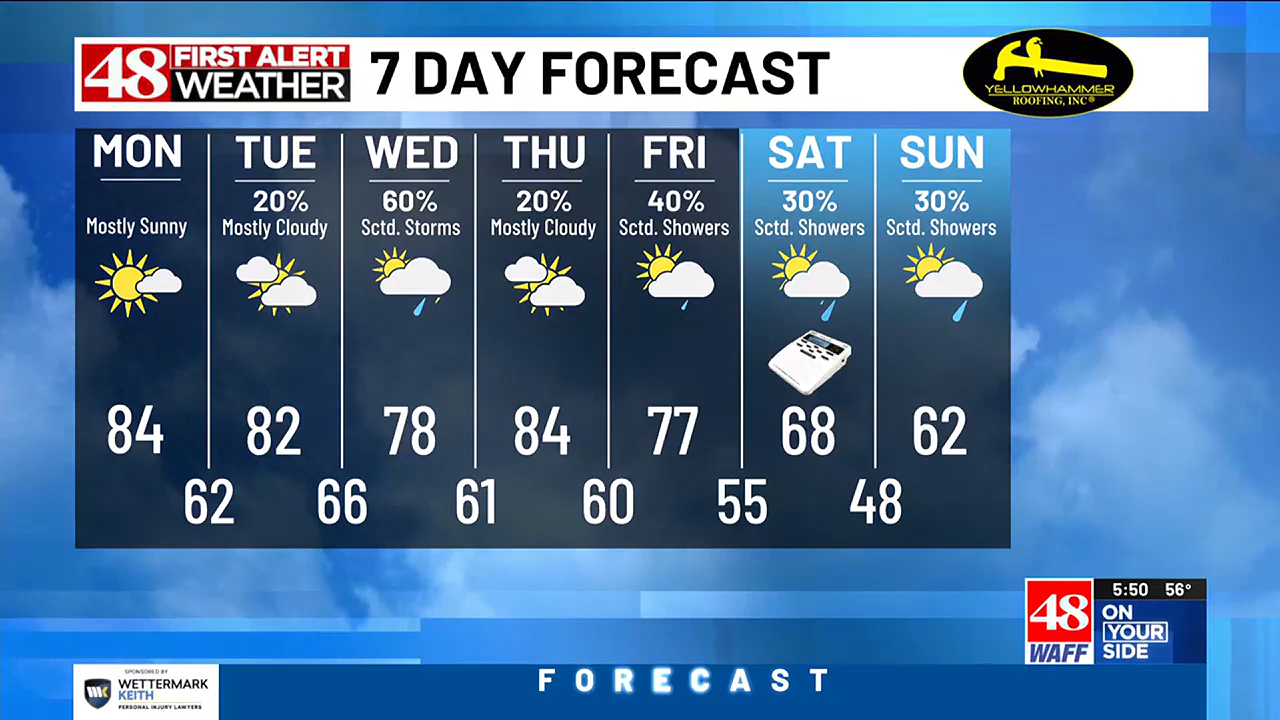 48 FIRST ALERT WEATHER
7 DAY FORECAST
YELLOWHAMMER
ROOFING, INC®
MON TUE WED THU FRI SAT SUN
20% 60% 20% 40% 30% 30%
Mostly Sunny Mostly Cloudy Sctd. Storms Mostly Cloudy Sctd. Showers Sctd. Showers Sctd. Showers
84 82 78 84 77 68 62
62 66 61 60 55 48
48
WAFF
5:50 56°
ON
YOUR
SIDE
SPONSORED BY
WETTERMARK
KEITH
PERSONAL INJURY LAWYERS
FORECAST